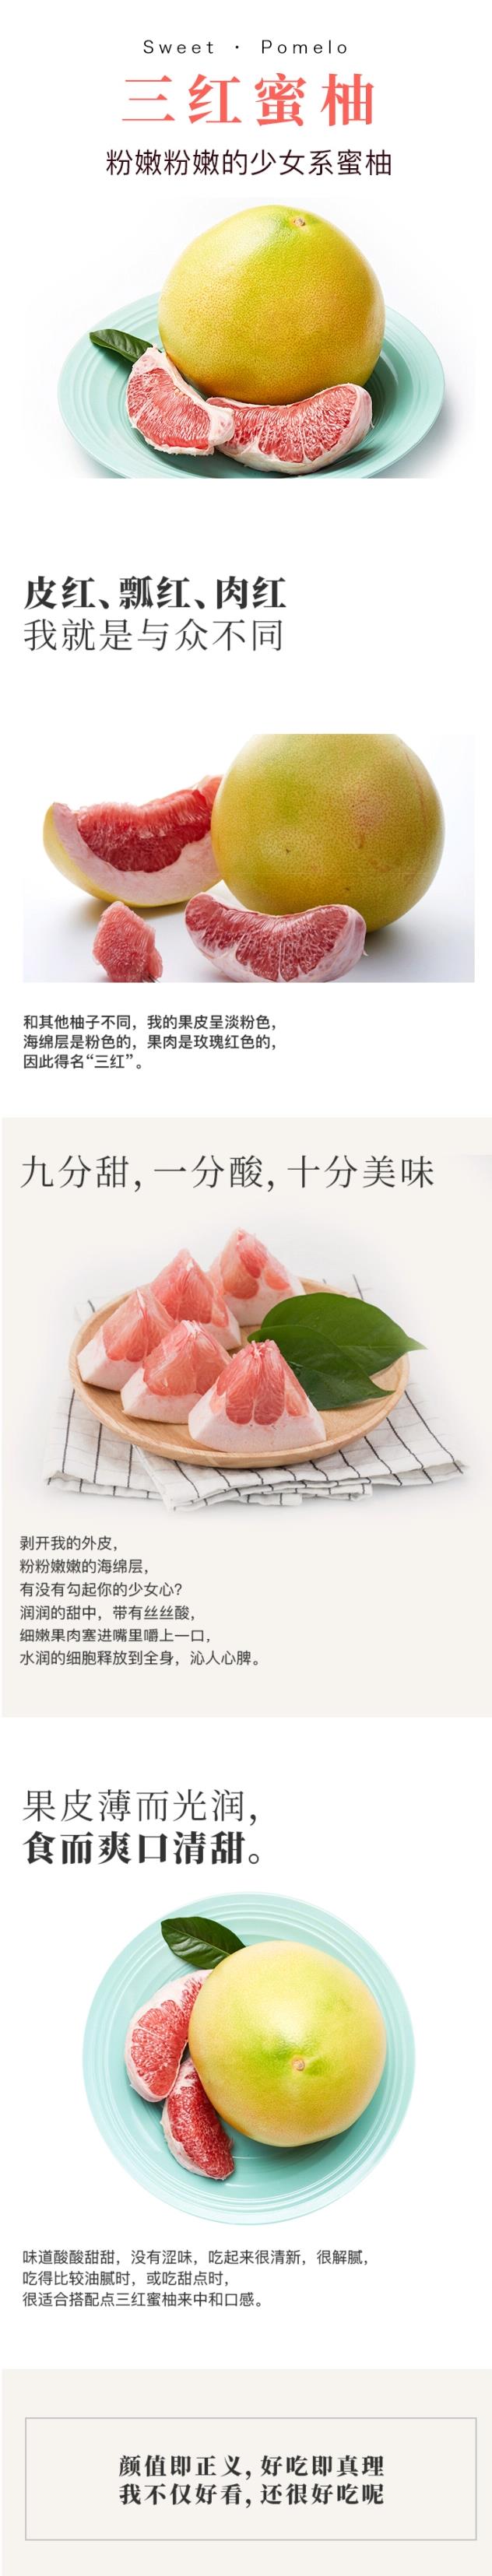 Sweet · Pomelo
三红蜜柚
粉嫩粉嫩的少女系蜜柚
皮红、瓢红、肉红
我就是与众不同
和其他柚子不同，我的果皮呈淡粉色，
海绵层是粉色的，果肉是玫瑰红色的，
因此得名“三红”。
九分甜，一分酸，十分美味
剥开我的外皮，
粉粉嫩嫩的海绵层，
有没有勾起你的少女心？
润润的甜中，带有丝丝酸，
细嫩果肉塞进嘴里嚼上一口，
水润的细胞释放到全身，沁人心脾。
果皮薄而光润，
食而爽口清甜。
味道酸酸甜甜，没有涩味，吃起来很清新，很解腻，
吃得比较油腻时，或吃甜点时，
很适合搭配点三红蜜柚来中和口感。
颜值即正义，好吃即真理
我不仅好看，还很好吃呢